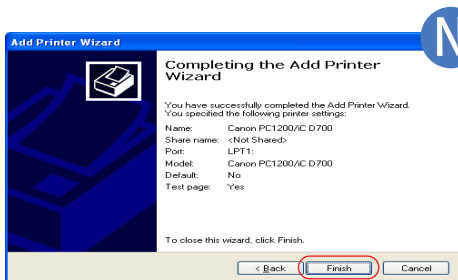 N
Add Printer Wizard
Completing the Add Printer
Wizard
You have successfully completed the Add Printer Wizard.
You specified the following printer settings:
Name: Canon PC1200/iC D700
Share name: <Not Shared>
Port: LPT1:
Model: Canon PC1200/iC D700
Default: No
Test page: Yes
To close this wizard, click Finish.
< Back Finish Cancel